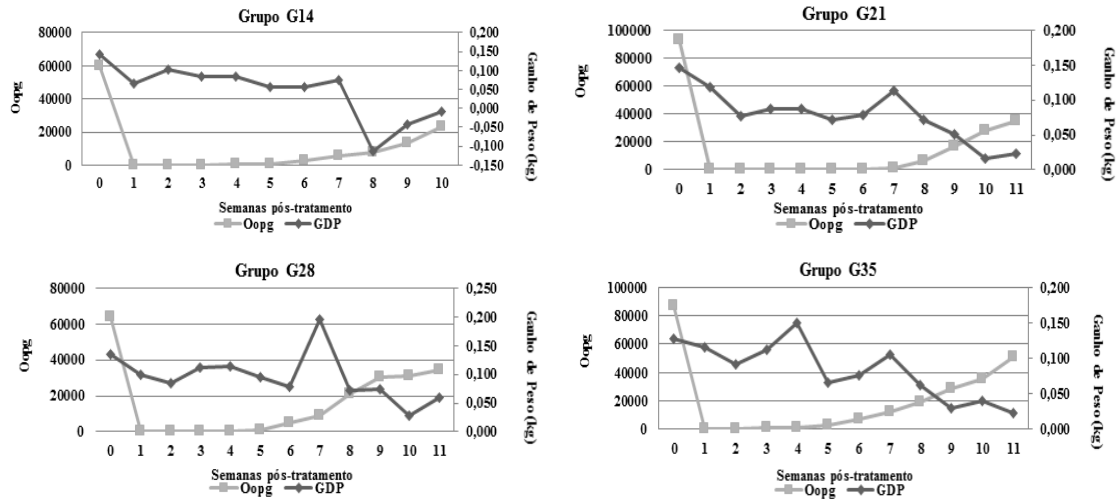 Grupo G14
80000
60000
40000
20000
0
Oopg
0,200
0,150
0,100
0,050
0,000
-0,050
-0,100
-0,150
Ganho de Peso (kg)
0 1 2 3 4 5 6 7 8 9 10
Semanas pós-tratamento
Oopg GDP
Grupo G21
100000
80000
60000
40000
20000
0
Oopg
0,200
0,150
0,100
0,050
0,000
Ganho de Peso (kg)
0 1 2 3 4 5 6 7 8 9 10 11
Semanas pós-tratamento
Oopg GDP
Grupo G28
80000
60000
40000
20000
0
Oopg
0,250
0,200
0,150
0,100
0,050
0,000
Ganho de Peso (kg)
0 1 2 3 4 5 6 7 8 9 10 11
Semanas pós-tratamento
Oopg GDP
Grupo G35
100000
80000
60000
40000
20000
0
Oopg
0,200
0,150
0,100
0,050
0,000
Ganho de Peso (kg)
0 1 2 3 4 5 6 7 8 9 10 11
Semanas pós-tratamento
Oopg GDP